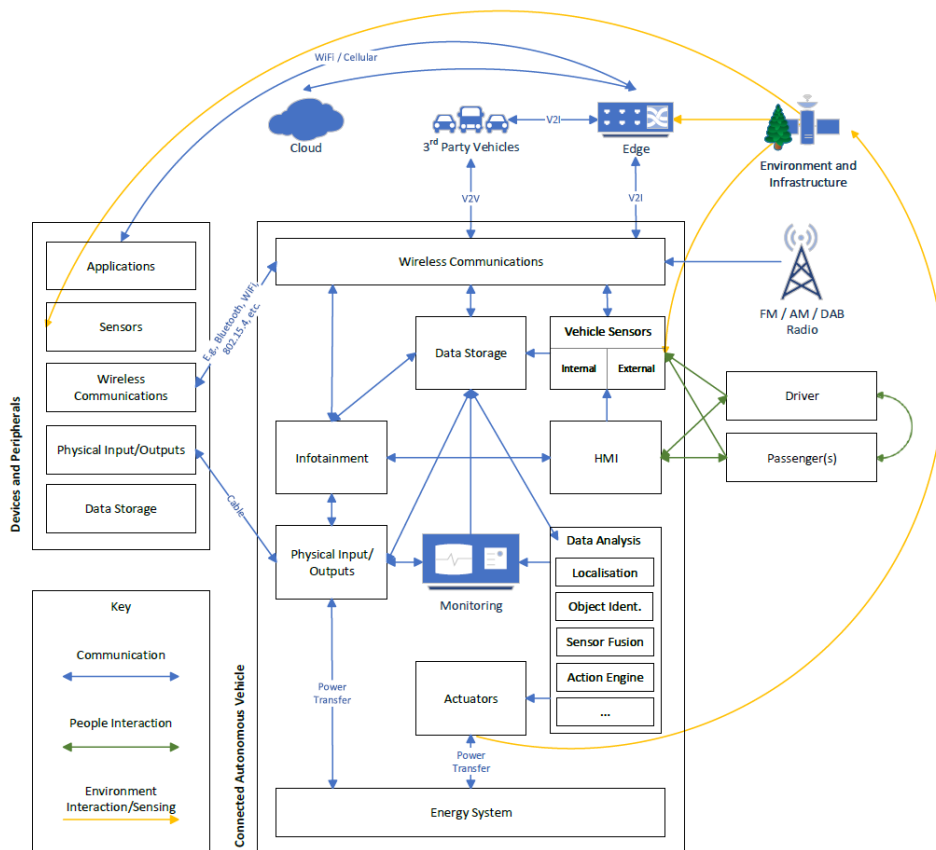 WiFi / Cellular
Cloud
3rd Party Vehicles
V2I
Edge
Environment and
Infrastructure
V2V
V2I
Devices and Peripherals
Applications
Sensors
Wireless
Communications
Physical Input/Outputs
Data Storage
E.g., Bluetooth, WiFi,
802.15.4, etc.
Cable
Connected Autonomous Vehicle
Wireless Communications
FM / AM / DAB
Radio
Data Storage
Vehicle Sensors
Internal
External
Infotainment
HMI
Driver
Passenger(s)
Physical Input/
Outputs
Monitoring
Data Analysis
Localisation
Object Ident.
Sensor Fusion
Action Engine
...
Actuators
Power
Transfer
Power
Transfer
Energy System
Key
Communication
People Interaction
Environment
Interaction/Sensing